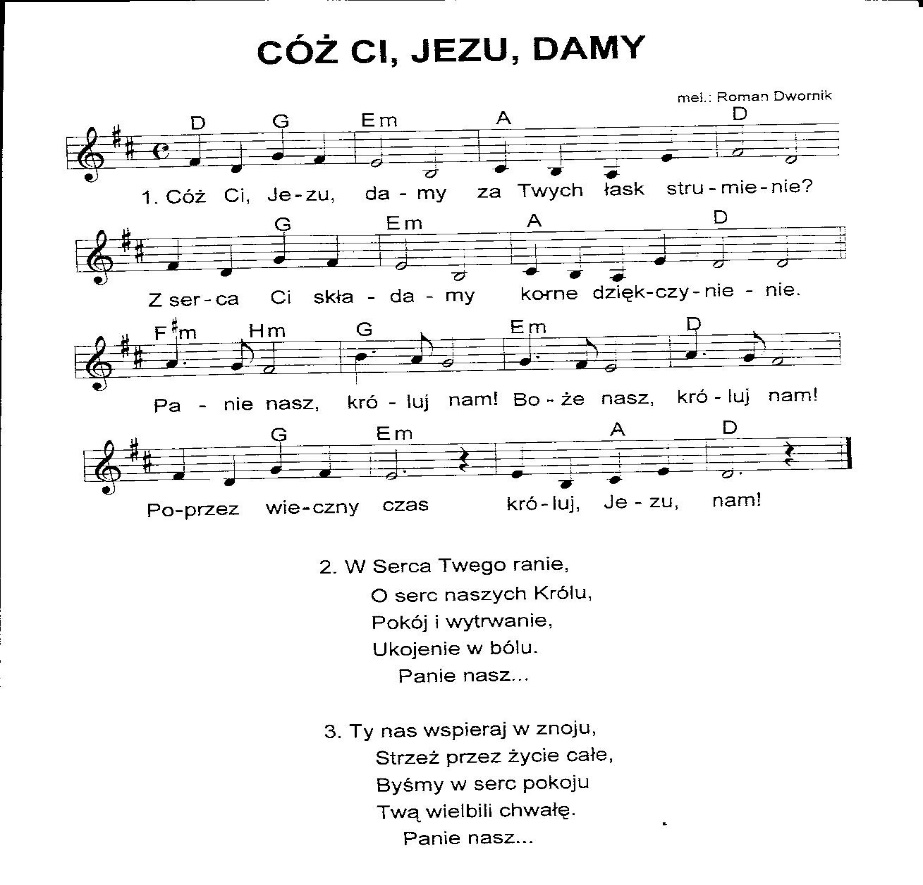 CÓŻ CI, JEZU, DAMY
mel.: Roman Dwornik
D G Em A D
1. Cóż Ci, Je-zu, da - my za Twych łask stru-mie-nie?
G Em A D
Z ser-ca Ci skła - da - my korne dzięk-czy-nie - nie.
F#m Hm G Em D
Pa - nie nasz, kró - luj nam! Bo - że nasz, kró - luj nam!
G Em A D
Po-przez wie-czny czas kró-luj, Je - zu, nam!
2. W Serca Twego ranie,
O serc naszych Królu,
Pokój i wytrwanie,
Ukojenie w bólu.
Panie nasz...
3. Ty nas wspieraj w znoju,
Strzeż przez życie całe,
Byśmy w serc pokoju
Twą wielbili chwałę.
Panie nasz...